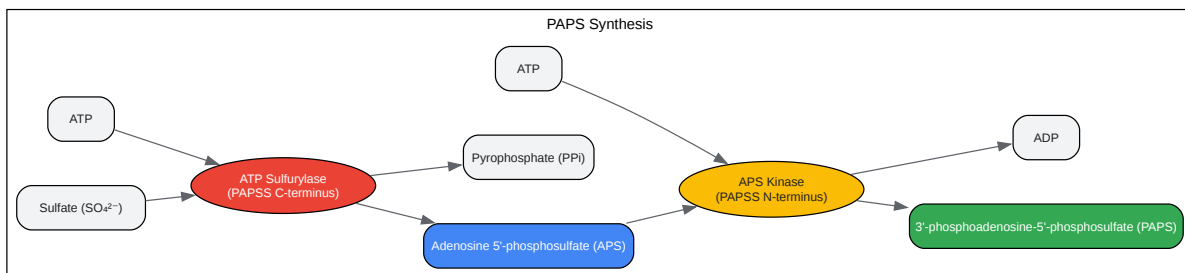 PAPS Synthesis
ATP
ATP
Sulfate (SO₄²⁻)
ATP Sulfurylase
(PAPSS C-terminus)
Pyrophosphate (PPi)
Adenosine 5'-phosphosulfate (APS)
APS Kinase
(PAPSS N-terminus)
ADP
3'-phosphoadenosine-5'-phosphosulfate (PAPS)